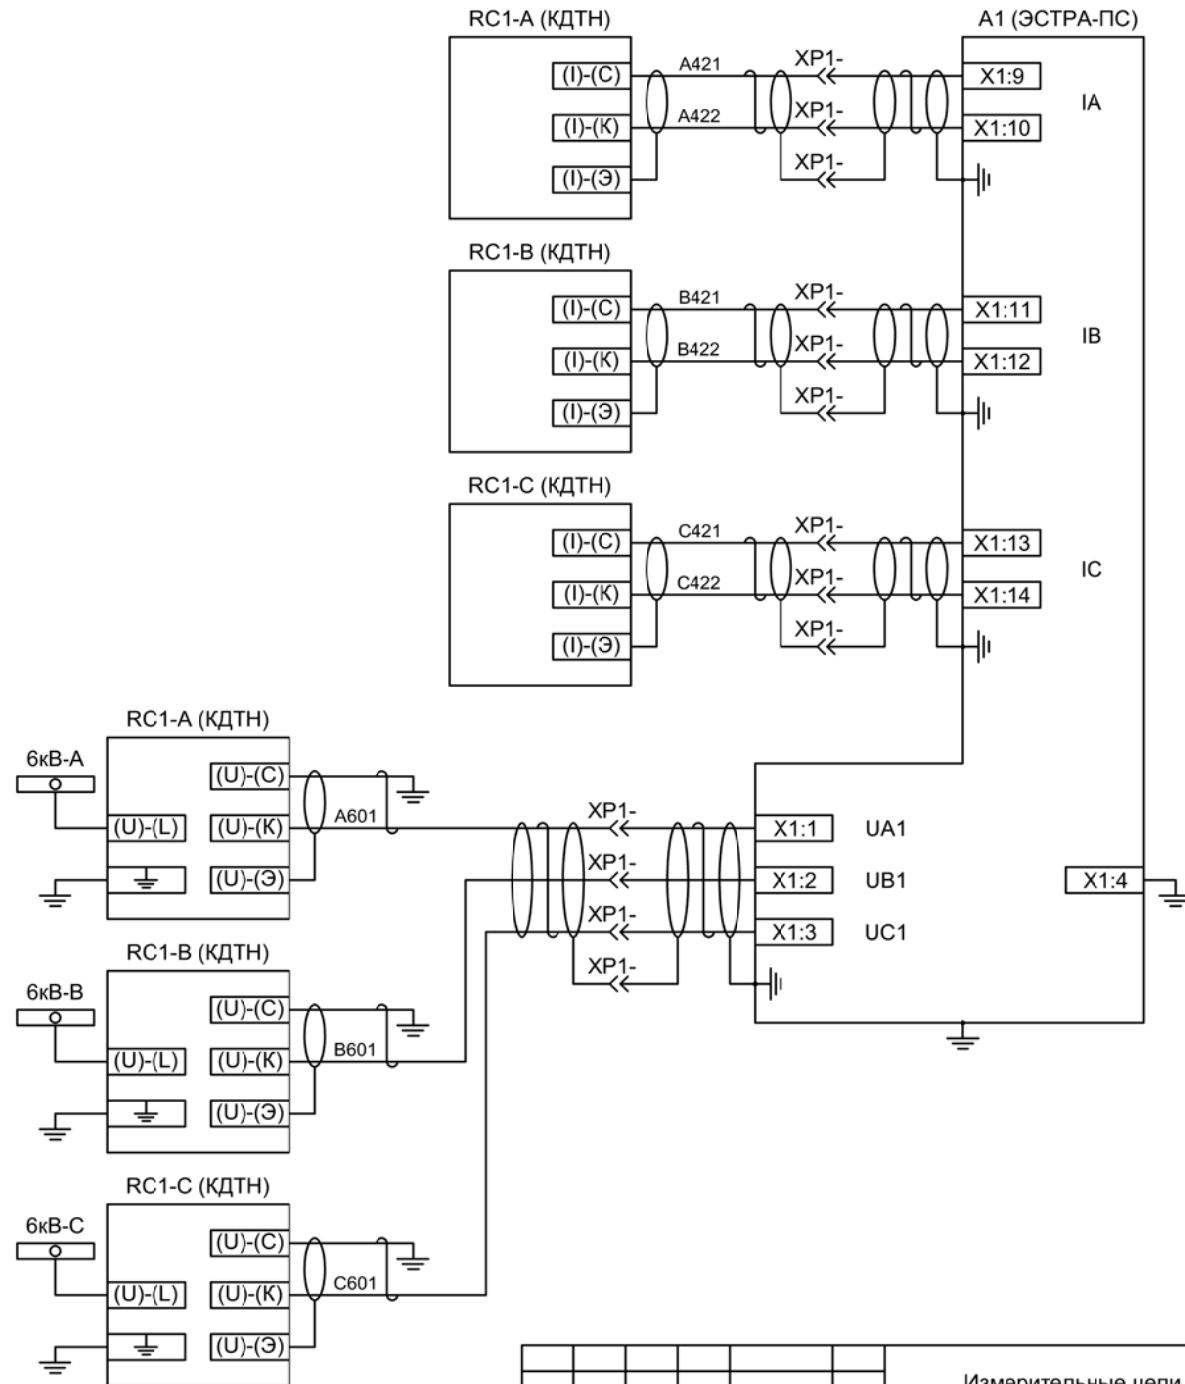 RC1-A (КДТН)
A1 (ЭСТРА-ПС)
(I)-(С) A421 XP1- X1:9
IA
(I)-(К) A422 XP1- X1:10
(I)-(Э) XP1-
RC1-B (КДТН)
(I)-(С) B421 XP1- X1:11
IB
(I)-(К) B422 XP1- X1:12
(I)-(Э) XP1-
RC1-C (КДТН)
(I)-(С) C421 XP1- X1:13
IC
(I)-(К) C422 XP1- X1:14
(I)-(Э) XP1-
RC1-A (КДТН)
6кВ-А
(U)-(С)
(U)-(L) (U)-(К) A601 XP1- X1:1 UA1
(U)-(Э) XP1- X1:2 UB1 X1:4
XP1- X1:3 UC1
RC1-B (КДТН)
XP1-
6кВ-В
(U)-(С)
(U)-(L) (U)-(К) B601
(U)-(Э)
RC1-C (КДТН)
6кВ-С
(U)-(С)
(U)-(L) (U)-(К) C601
(U)-(Э)
Измерительные цепи